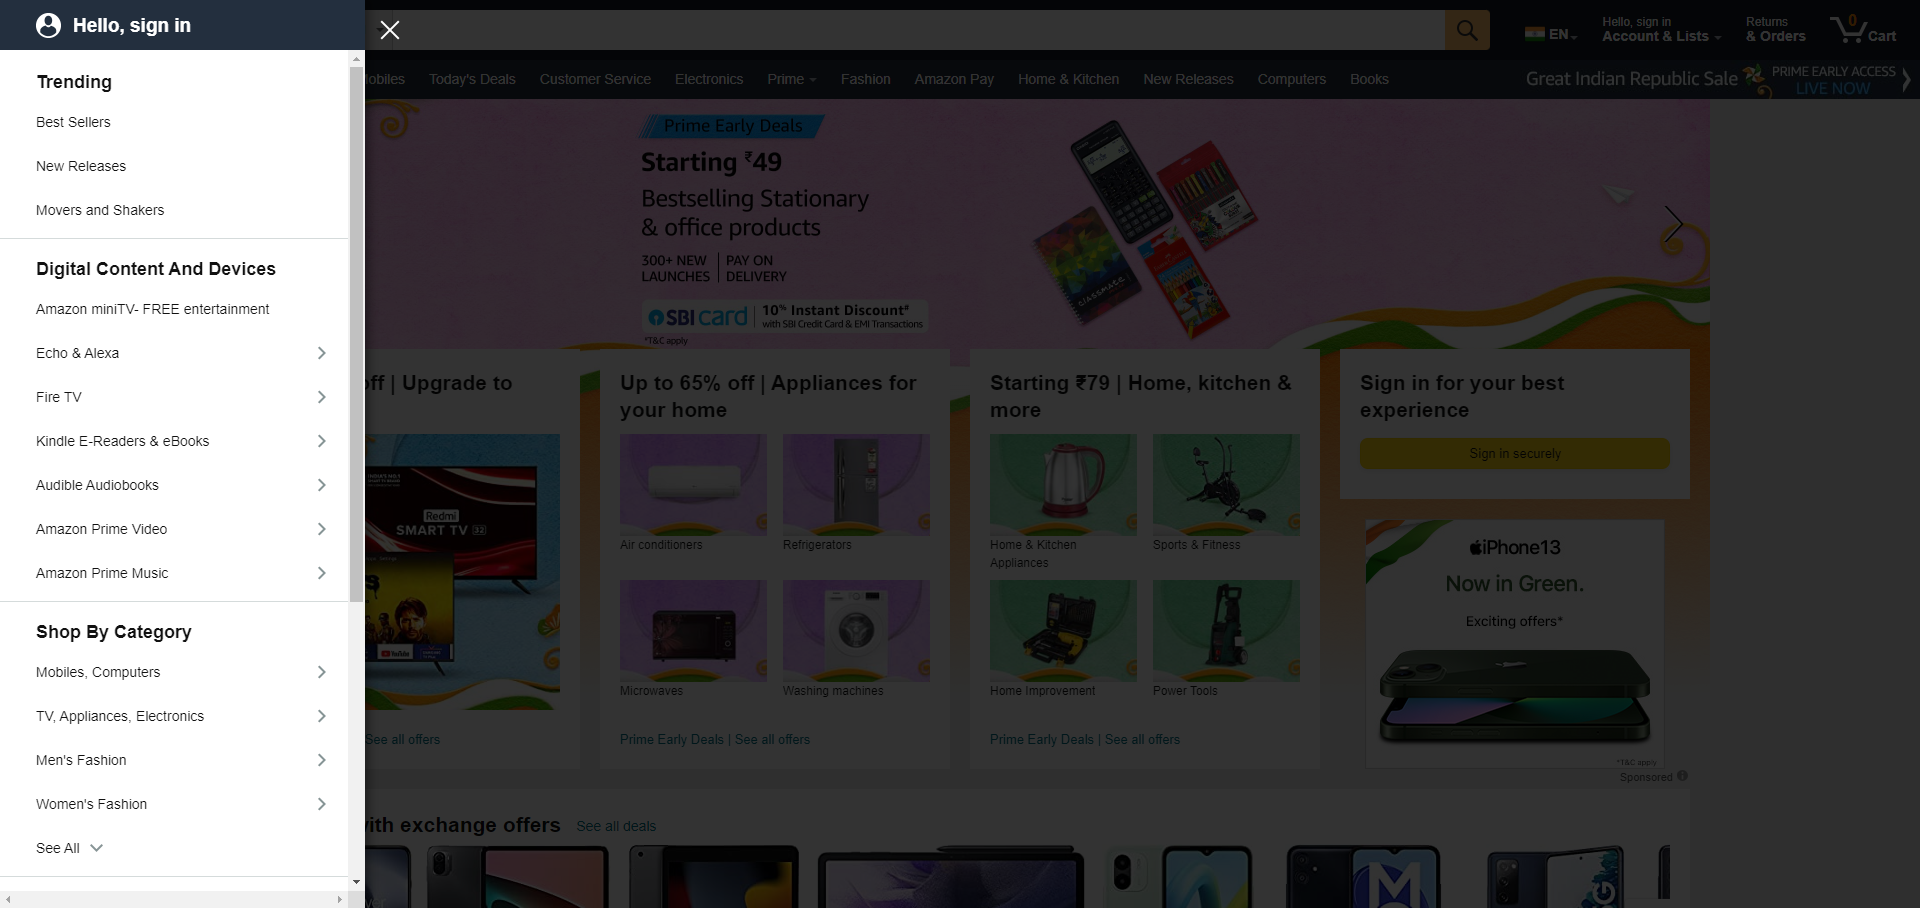 Hello, sign in
Trending
Best Sellers
New Releases
Movers and Shakers
Digital Content And Devices
Amazon miniTV- FREE entertainment
Echo & Alexa
Fire TV
Kindle E-Readers & eBooks
Audible Audiobooks
Amazon Prime Video
Amazon Prime Music
Shop By Category
Mobiles, Computers
TV, Appliances, Electronics
Men's Fashion
Women's Fashion
See All
EN
Hello, sign in
Account & Lists
Returns
& Orders
0
Cart
Mobiles Today's Deals Customer Service Electronics Prime Fashion Amazon Pay Home & Kitchen New Releases Computers Books
Great Indian Republic Sale
PRIME EARLY ACCESS
LIVE NOW
Prime Early Deals
Starting ₹49
Bestselling Stationary
& office products
300+ NEW
LAUNCHES
PAY ON
DELIVERY
SBI card
10% Instant Discount#
with SBI Credit Card & EMI Transactions
*T&C apply
CLASSMATE
off | Upgrade to
Redmi
SMART TV 32
YouTube
See all offers
Up to 65% off | Appliances for
your home
Air conditioners
Refrigerators
Microwaves
Washing machines
Prime Early Deals | See all offers
Starting ₹79 | Home, kitchen &
more
Home & Kitchen
Appliances
Sports & Fitness
Home Improvement
Power Tools
Prime Early Deals | See all offers
Sign in for your best
experience
Sign in securely
iPhone13
Now in Green.
Exciting offers*
*T&C apply
Sponsored
with exchange offers
See all deals
M